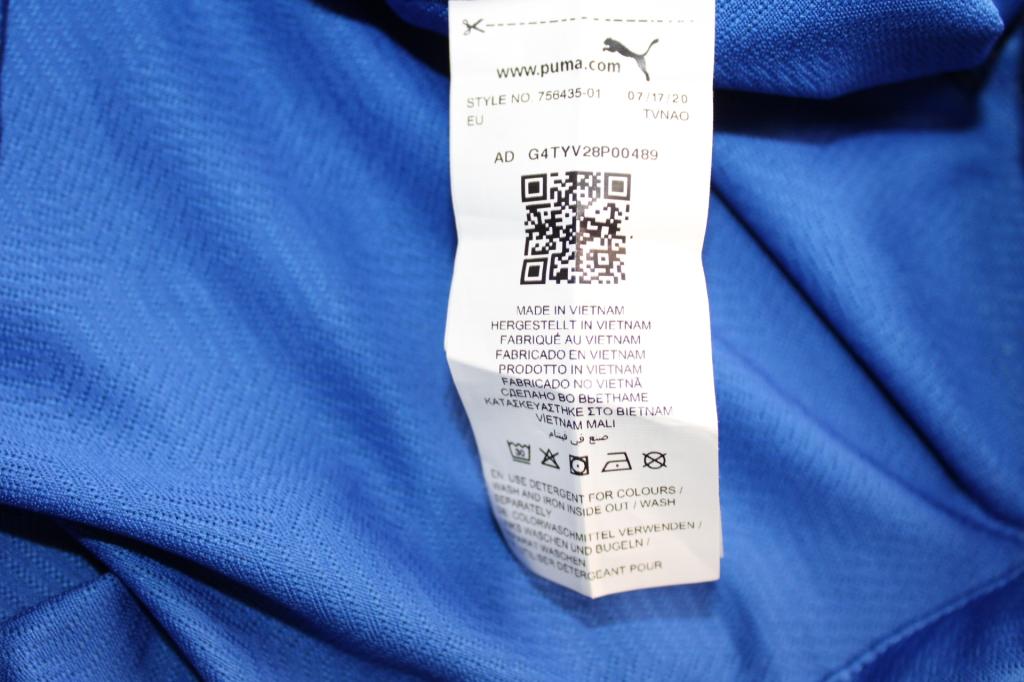 www.puma.com
STYLE NO. 756435-01 07/17/20
EU TVNAO
AD G4TYV28P00489
MADE IN VIETNAM
HERGESTELLT IN VIETNAM
FABRIQUÉ AU VIETNAM
FABRICADO EN VIETNAM
PRODOTTO IN VIETNAM
FABRICADO NO VIETNÃ
СДЕЛАНО ВО ВЬЕТНАМЕ
ΚΑΤΑΣΚΕΥΑΣΤΗΚΕ ΣΤΟ ΒΙΕΤΝΑΜ
VIETNAM MALI
صنع في فيتنام
30
EN: USE DETERGENT FOR COLOURS /
WASH AND IRON INSIDE OUT / WASH
SEPARATELY
COLORWASCHMITTEL VERWENDEN /
WASCHEN UND BÜGELN /
WASCHEN
DETERGEANT POUR